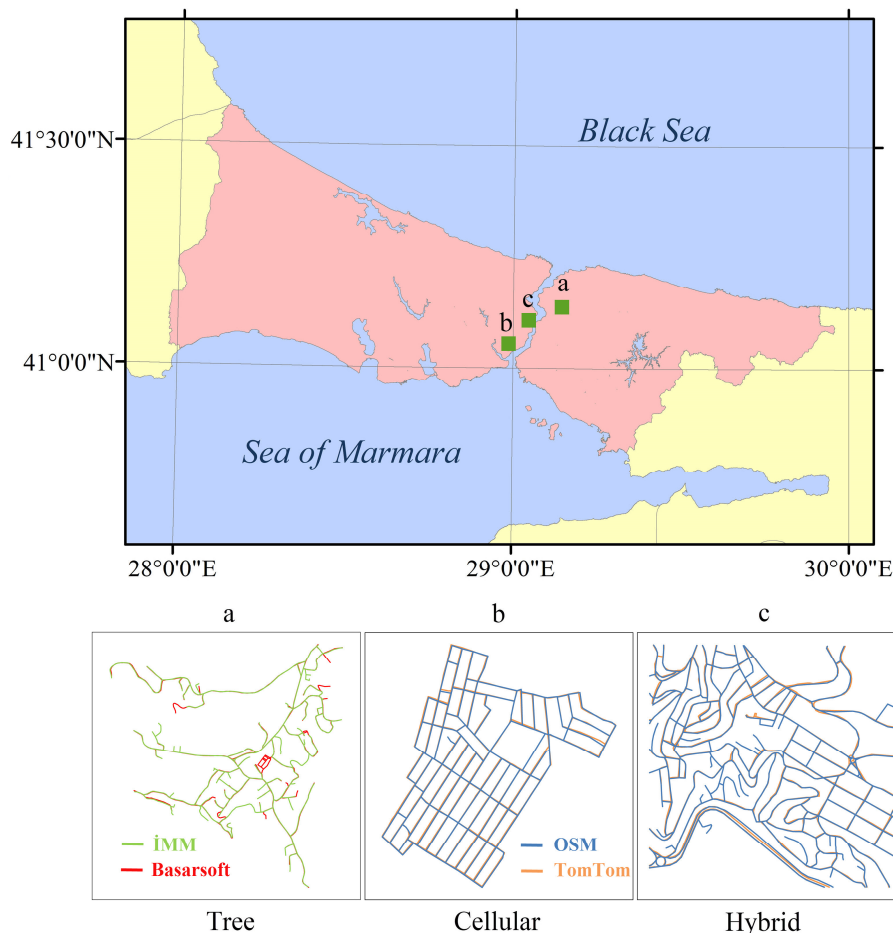 Black Sea
41°30'0"N
a
c
b
41°00'0"N
Sea of Marmara
28°0'0"E 29°0'0"E 30°0'0"E
a b c
İMM
Basarsoft
OSM
TomTom
Tree Cellular Hybrid